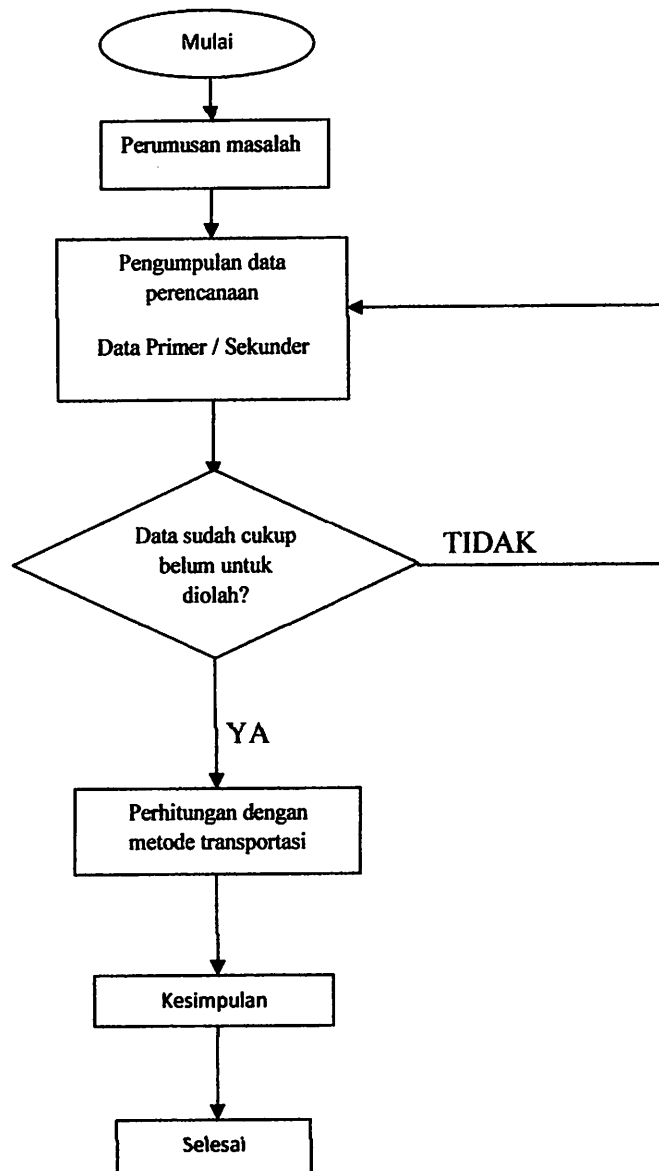 Mulai
Perumusan masalah
Pengumpulan data
perencanaan
Data Primer / Sekunder
Data sudah cukup
belum untuk
diolah?
TIDAK
YA
Perhitungan dengan
metode transportasi
Kesimpulan
Selesai